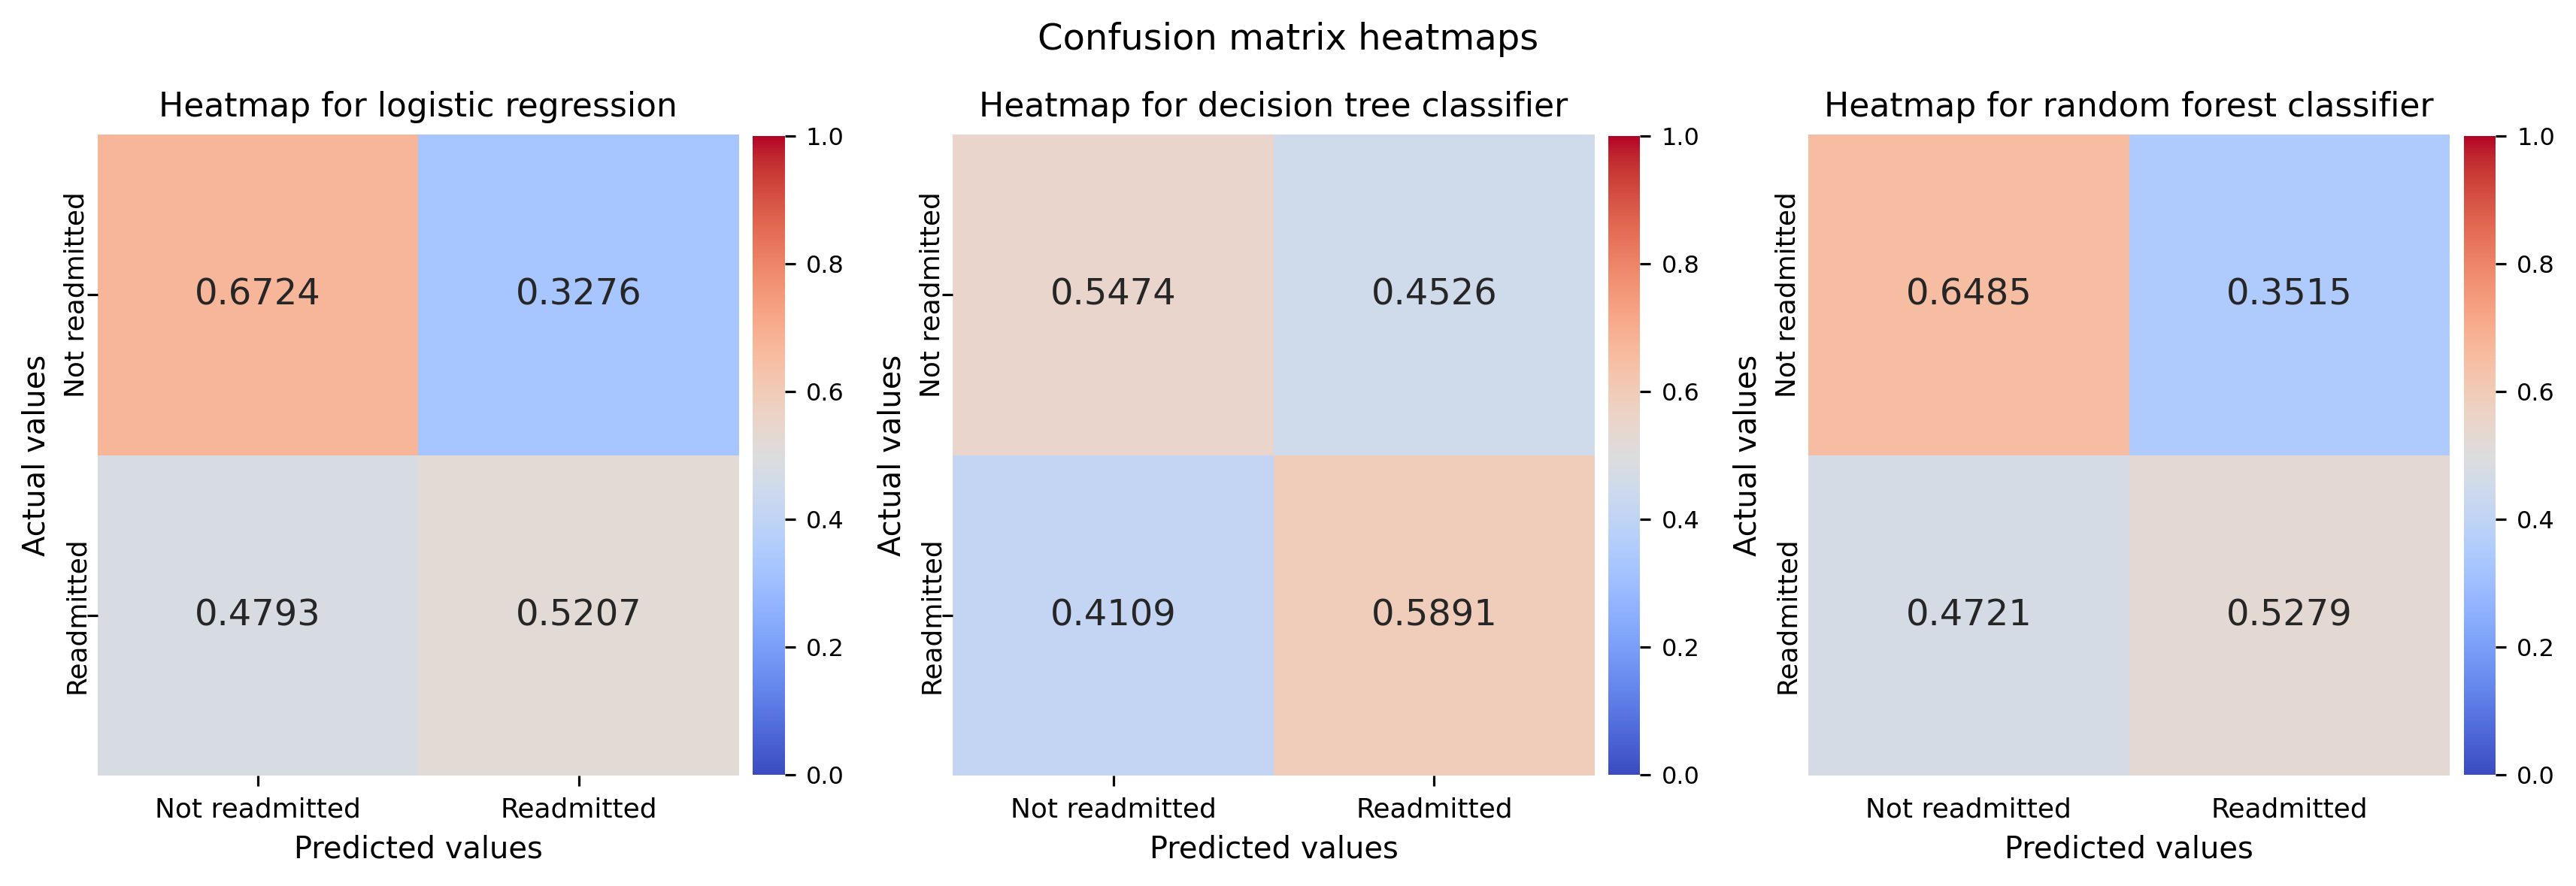 Confusion matrix heatmaps
Heatmap for logistic regression
Actual values
Not readmitted
Readmitted
0.6724
0.3276
0.4793
0.5207
1.0
0.8
0.6
0.4
0.2
0.0
Not readmitted
Readmitted
Predicted values
Heatmap for decision tree classifier
Actual values
Not readmitted
Readmitted
0.5474
0.4526
0.4109
0.5891
1.0
0.8
0.6
0.4
0.2
0.0
Not readmitted
Readmitted
Predicted values
Heatmap for random forest classifier
Actual values
Not readmitted
Readmitted
0.6485
0.3515
0.4721
0.5279
1.0
0.8
0.6
0.4
0.2
0.0
Not readmitted
Readmitted
Predicted values